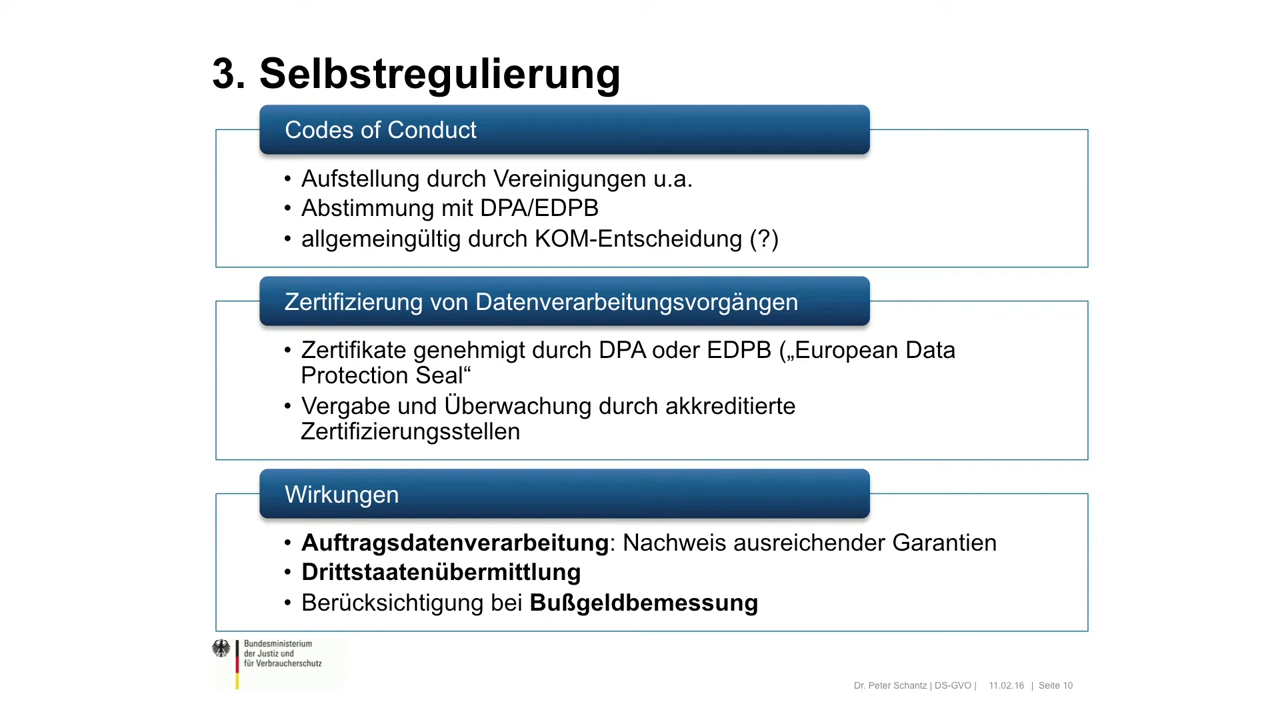 3. Selbstregulierung
Codes of Conduct
• Aufstellung durch Vereinigungen u.a.
• Abstimmung mit DPA/EDPB
• allgemeingültig durch KOM-Entscheidung (?)
Zertifizierung von Datenverarbeitungsvorgängen
• Zertifikate genehmigt durch DPA oder EDPB („European Data
Protection Seal“
• Vergabe und Überwachung durch akkreditierte
Zertifizierungsstellen
Wirkungen
• Auftragsdatenverarbeitung: Nachweis ausreichender Garantien
• Drittstaatenübermittlung
• Berücksichtigung bei Bußgeldbemessung
Bundesministerium
der Justiz und
für Verbraucherschutz
Dr. Peter Schantz | DS-GVO | 11.02.16 | Seite 10